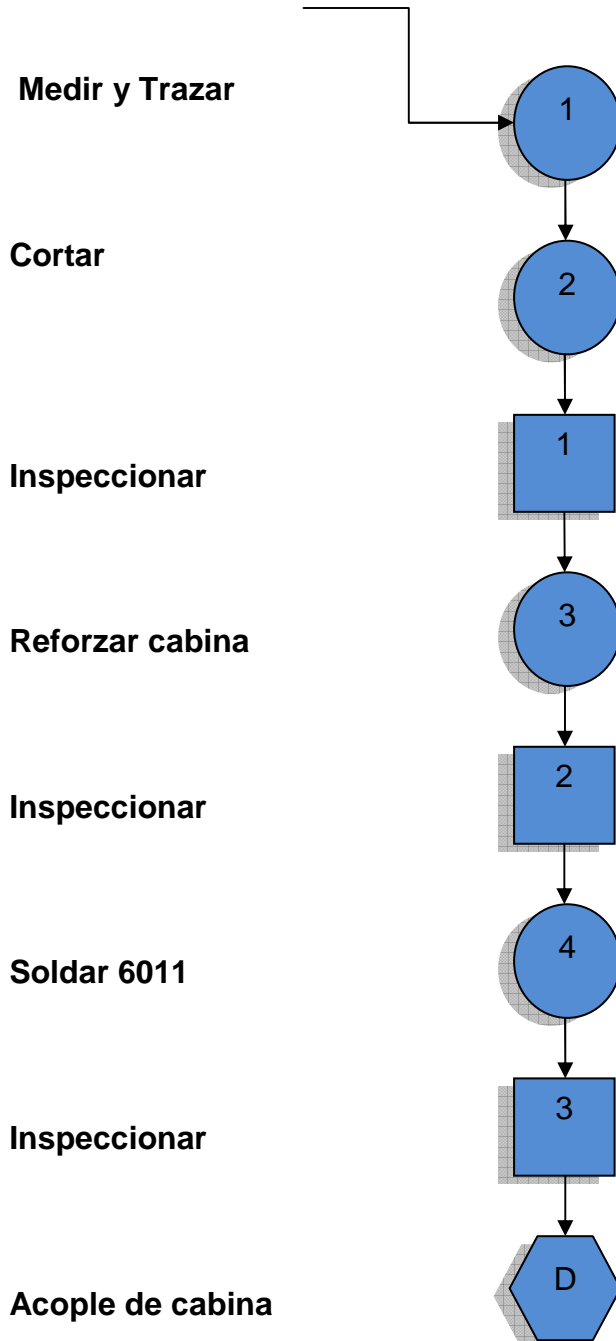 Medir y Trazar
1
Cortar
2
Inspeccionar
1
Reforzar cabina
3
Inspeccionar
2
Soldar 6011
4
Inspeccionar
3
Acople de cabina
D